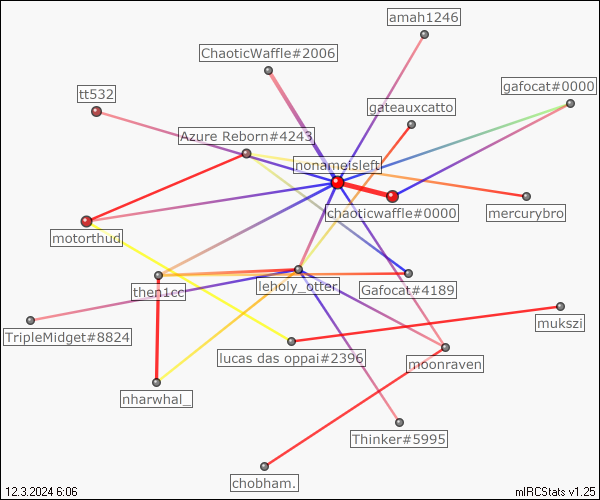 amah1246
ChaoticWaffle#2006
gafocat#0000
tt532
gateauxcatto
Azure Reborn#4243
nonameisleft
chaoticwaffle#0000
mercurybro
motorthud
then1cc
leholy_otter
Gafocat#4189
mukszi
TripleMidget#8824
lucas das oppai#2396
moonraven
nharwhal_
Thinker#5995
chobham.
12.3.2024 6:06
mIRCStats v1.25